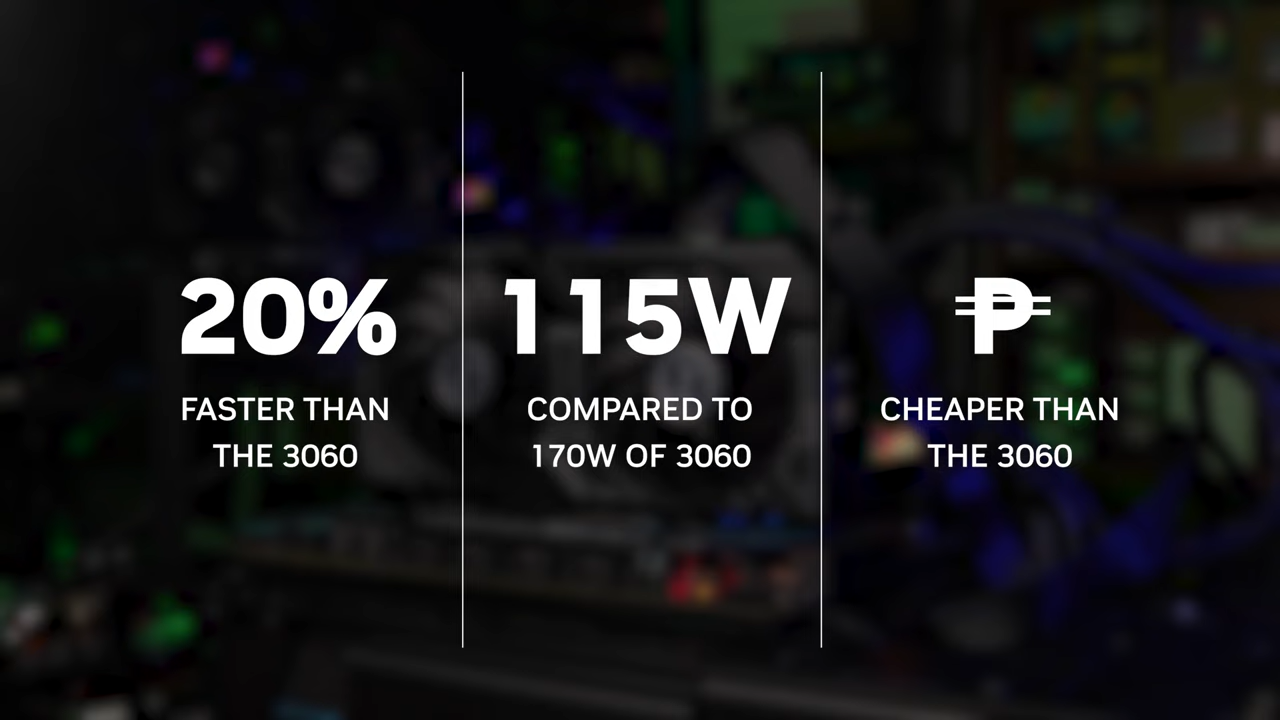 20%
FASTER THAN
THE 3060
115W
COMPARED TO
170W OF 3060
₱
CHEAPER THAN
THE 3060